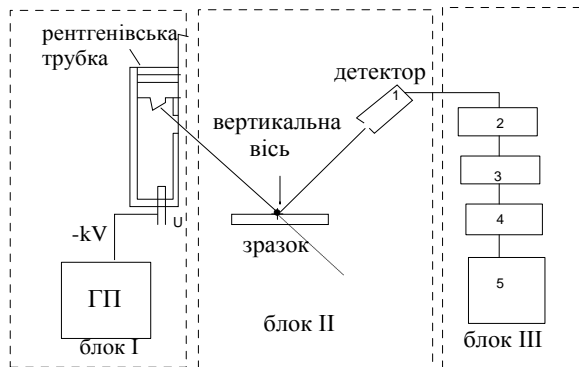 рентгенівська
трубка
-kV
U
ГП
блок I
детектор
1
вертикальна
вісь
зразок
блок II
2
3
4
5
блок III